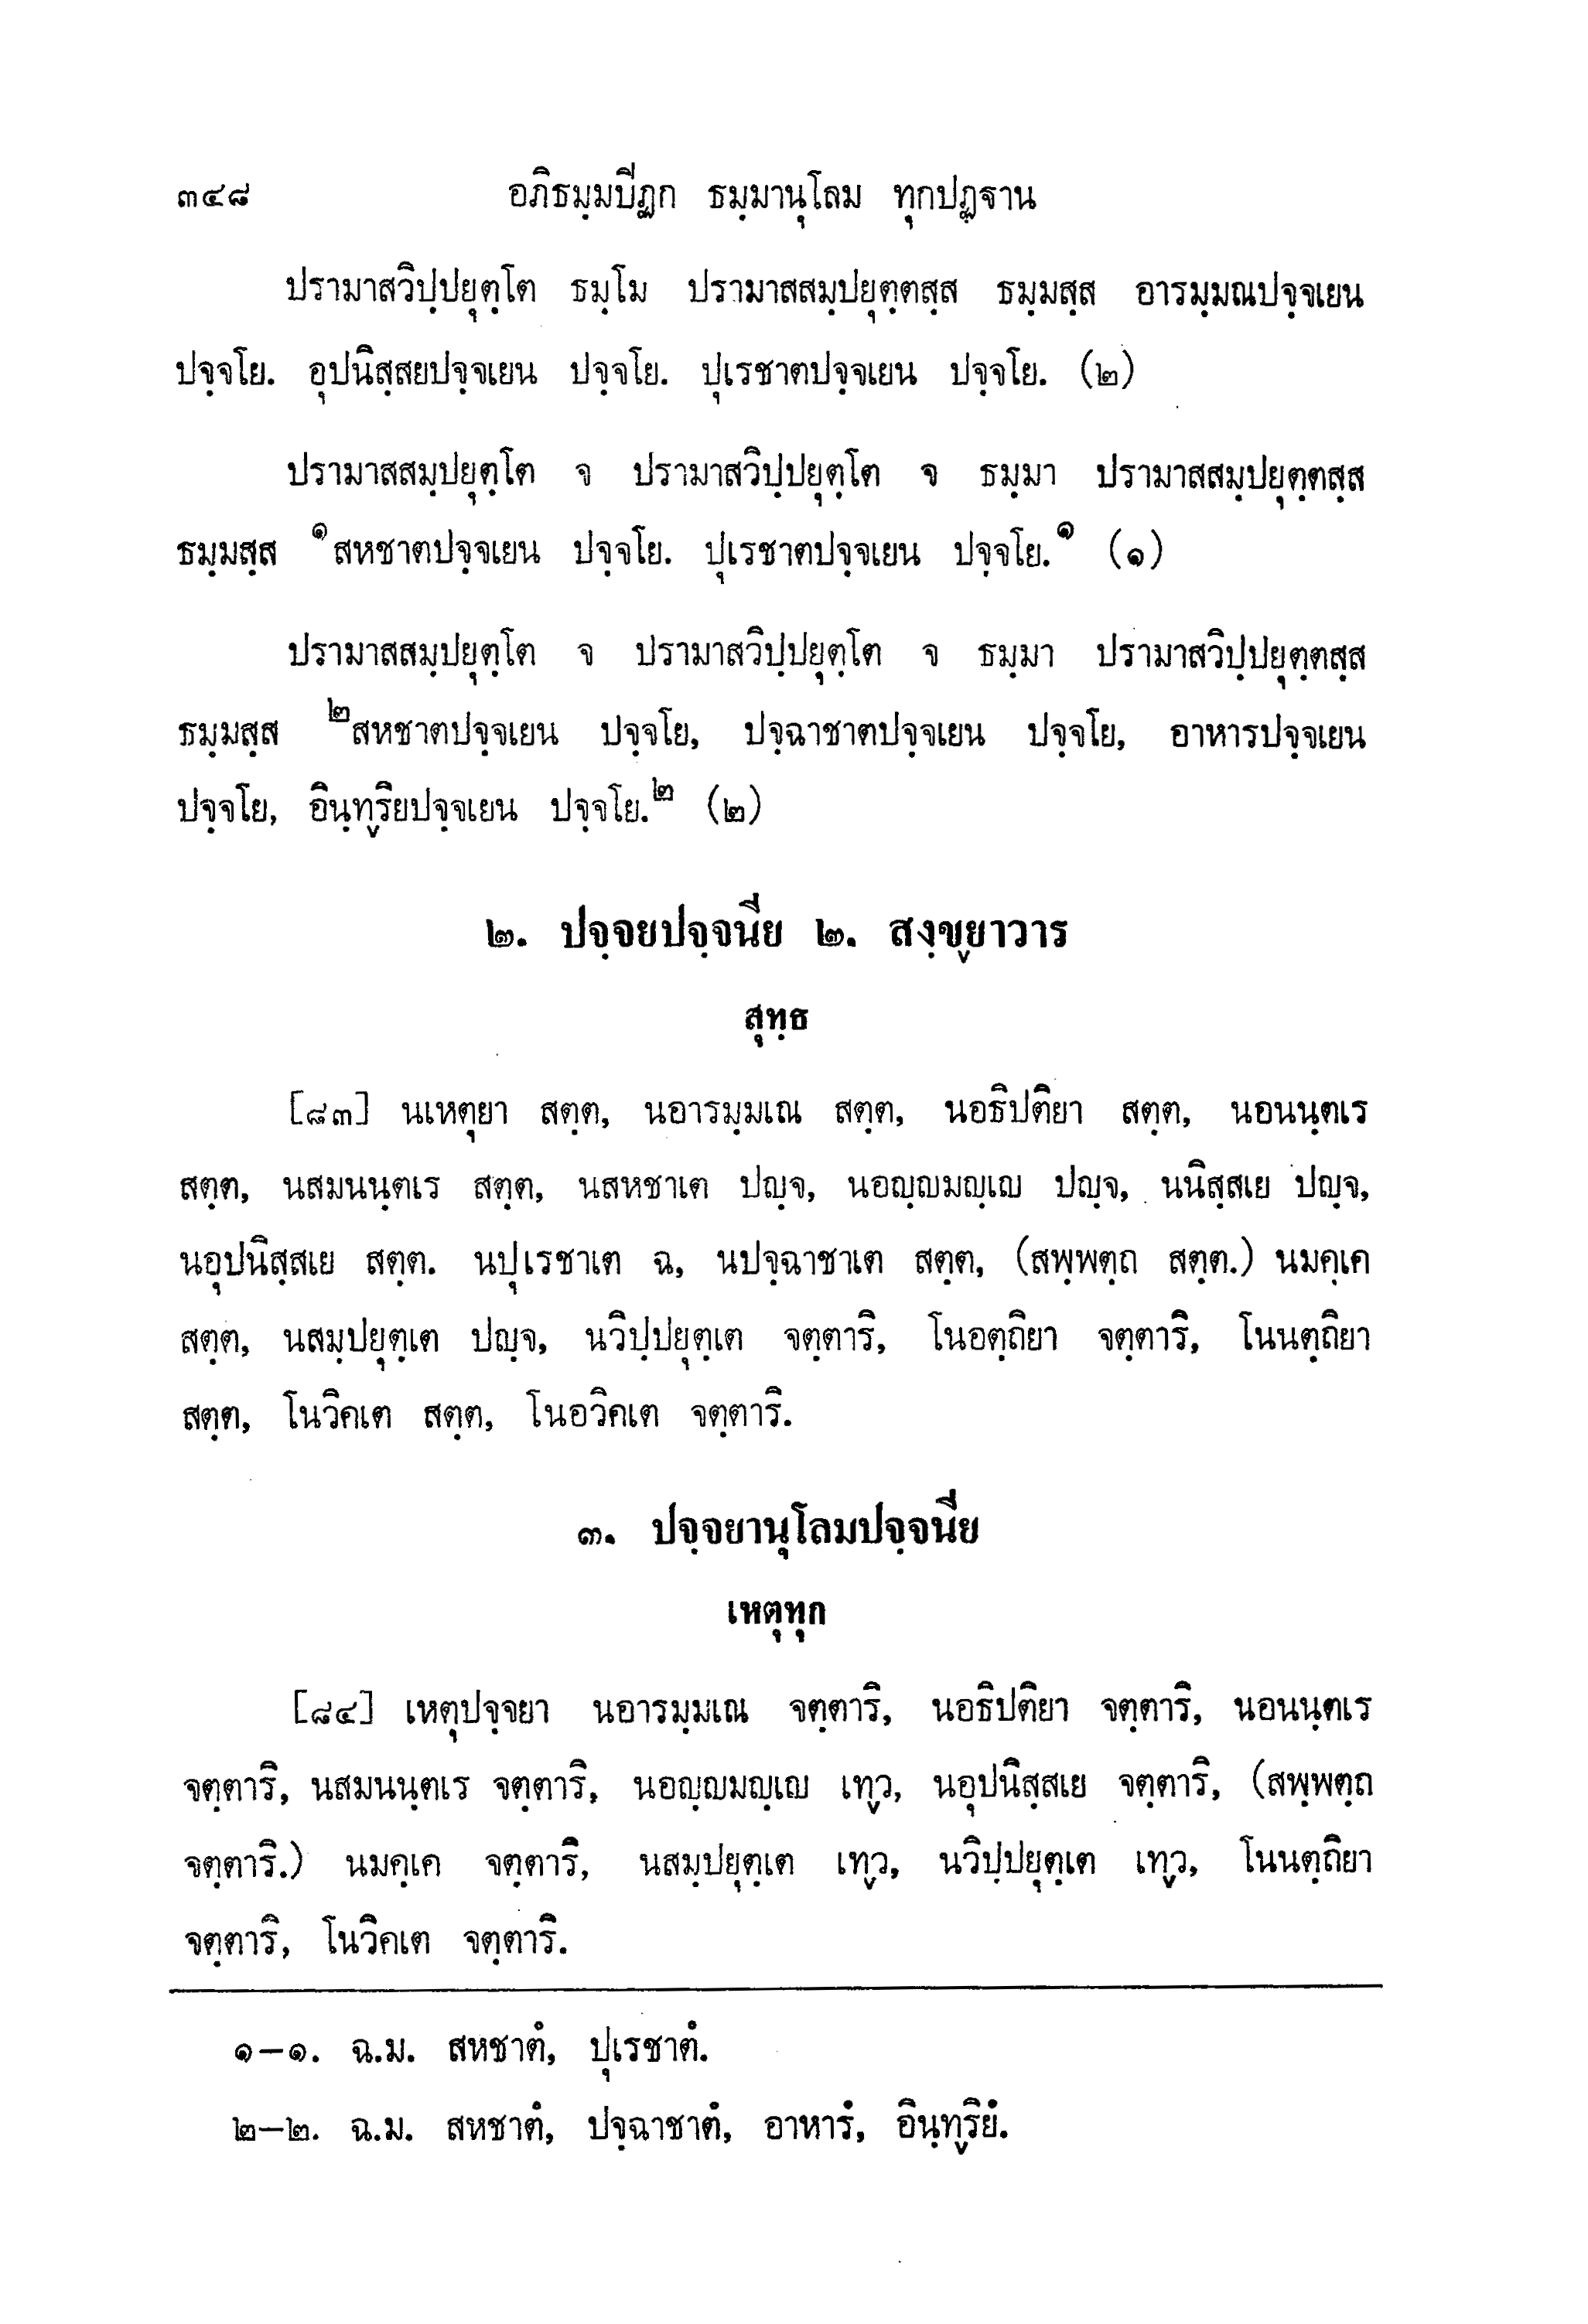 ๓๔๘ อภิธมฺมปีฏก ธมฺมานุโลม ทุกปฏฺฐาน
ปรามาสวิปฺปยุตฺโต ธมฺโม ปรามาสสมฺปยุตฺตสฺส ธมฺมสฺส อารมฺมณปจฺจเยน
ปจฺจโย. อุปนิสฺสยปจฺจเยน ปจฺจโย. ปุเรชาตปจฺจเยน ปจฺจโย. (๒)
ปรามาสสมฺปยุตฺโต จ ปรามาสวิปฺปยุตฺโต จ ธมฺมา ปรามาสสมฺปยุตฺตสฺส
ธมฺมสฺส ๑สหชาตปจฺจเยน ปจฺจโย. ปุเรชาตปจฺจเยน ปจฺจโย.๑ (๑)
ปรามาสสมฺปยุตฺโต จ ปรามาสวิปฺปยุตฺโต จ ธมฺมา ปรามาสวิปฺปยุตฺตสฺส
ธมฺมสฺส ๒สหชาตปจฺจเยน ปจฺจโย, ปจฺฉาชาตปจฺจเยน ปจฺจโย, อาหารปจฺจเยน
ปจฺจโย, อินฺทฺริยปจฺจเยน ปจฺจโย.๒ (๒)
๒. ปจฺจยปจฺจนีย ๒. สงฺขฺยาวาร
สุทฺธ
[๘๓] นเหตุยา สตฺต, นอารมฺมเณ สตฺต, นอธิปติยา สตฺต, นอนนฺตเร
สตฺต, นสมนนฺตเร สตฺต, นสหชาเต ปญฺจ, นอญฺญมญฺเญ ปญฺจ, นนิสฺสเย ปญฺจ,
นอุปนิสฺสเย สตฺต. นปุเรชาเต ฉ, นปจฺฉาชาเต สตฺต, (สพฺพตฺถ สตฺต.) นมคฺเค
สตฺต, นสมฺปยุตฺเต ปญฺจ, นวิปฺปยุตฺเต จตฺตาริ, โนอตฺถิยา จตฺตาริ, โนนตฺถิยา
สตฺต, โนวิคเต สตฺต, โนอวิคเต จตฺตาริ.
๓. ปจฺจยานุโลมปจฺจนีย
เหตุทุก
[๘๔] เหตุปจฺจยา นอารมฺมเณ จตฺตาริ, นอธิปติยา จตฺตาริ, นอนนฺตเร
จตฺตาริ, นสมนนฺตเร จตฺตาริ, นอญฺญมญฺเญ เทฺว, นอุปนิสฺสเย จตฺตาริ, (สพฺพตฺถ
จตฺตาริ.) นมคฺเค จตฺตาริ, นสมฺปยุตฺเต เทฺว, นวิปฺปยุตฺเต เทฺว, โนนตฺถิยา
จตฺตาริ, โนวิคเต จตฺตาริ.
๑–๑. ฉ.ม. สหชาตํ, ปุเรชาตํ.
๒–๒. ฉ.ม. สหชาตํ, ปจฺฉาชาตํ, อาหารํ, อินฺทฺริยํ.